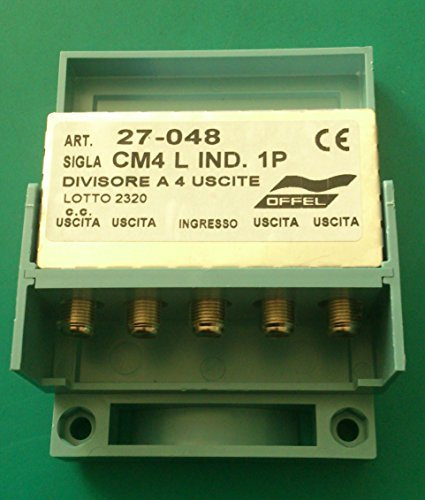 ART. 27-048 CE
SIGLA CM4 L IND. 1P
DIVISORE A 4 USCITE
OFFEL
LOTTO 2320
C.C.
USCITA USCITA INGRESSO USCITA USCITA